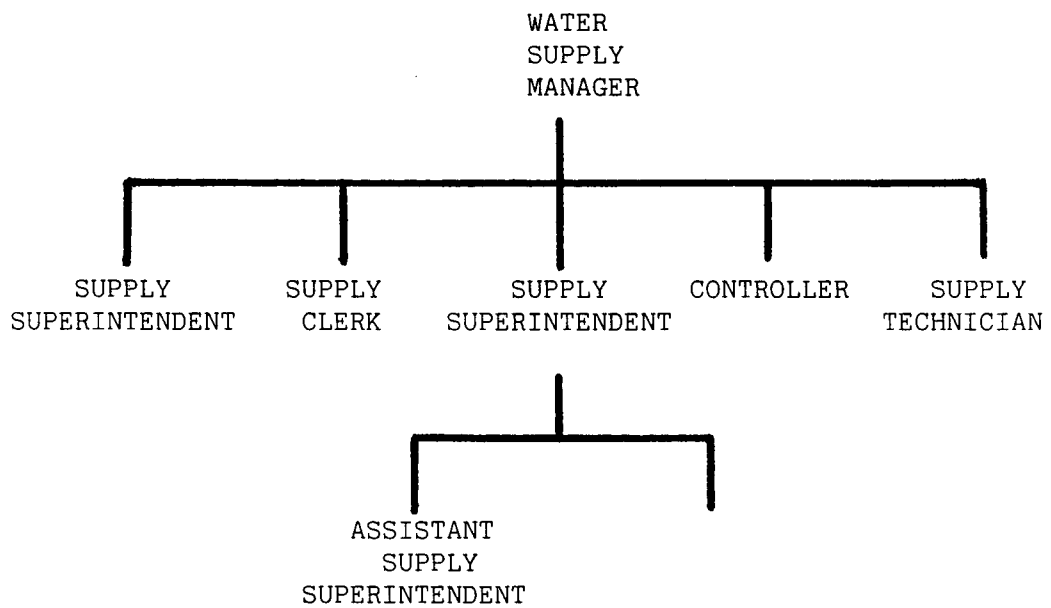 WATER
SUPPLY
MANAGER
SUPPLY
SUPERINTENDENT
SUPPLY
CLERK
SUPPLY
SUPERINTENDENT
CONTROLLER
SUPPLY
TECHNICIAN
ASSISTANT
SUPPLY
SUPERINTENDENT